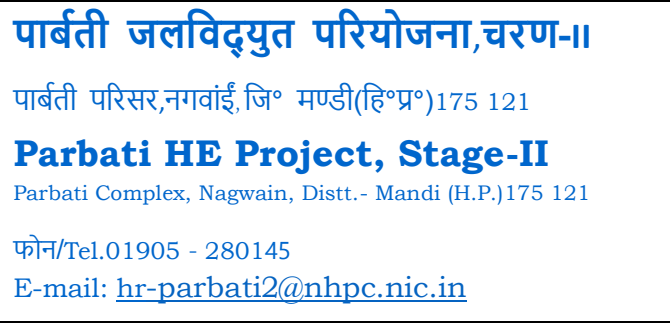 पार्बती जलविद्‌युत परियोजना,चरण-II
पार्बती परिसर,नगवांईं,जि° मण्डी(हि°प्र°)175 121
Parbati HE Project, Stage-II
Parbati Complex, Nagwain, Distt.- Mandi (H.P.)175 121
फोन/Tel.01905 - 280145
E-mail: hr-parbati2@nhpc.nic.in